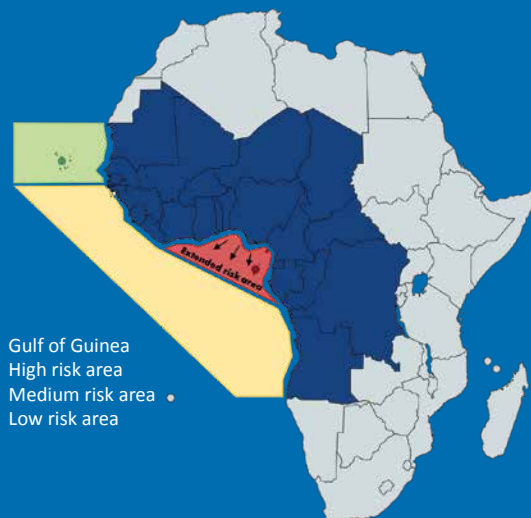 Extended risk area
Gulf of Guinea
High risk area
Medium risk area
Low risk area